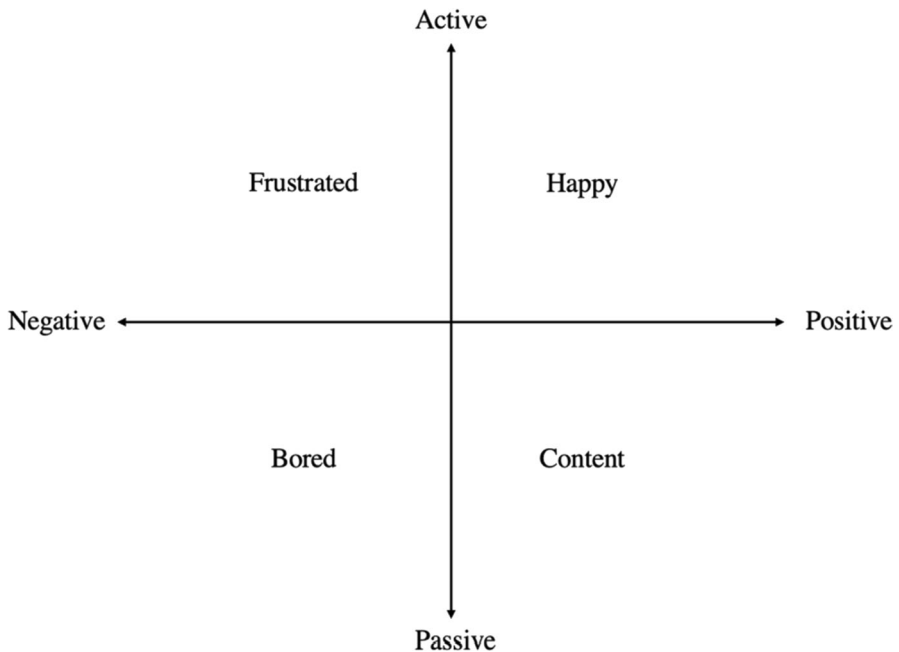 Active
Frustrated
Happy
Negative
Positive
Bored
Content
Passive